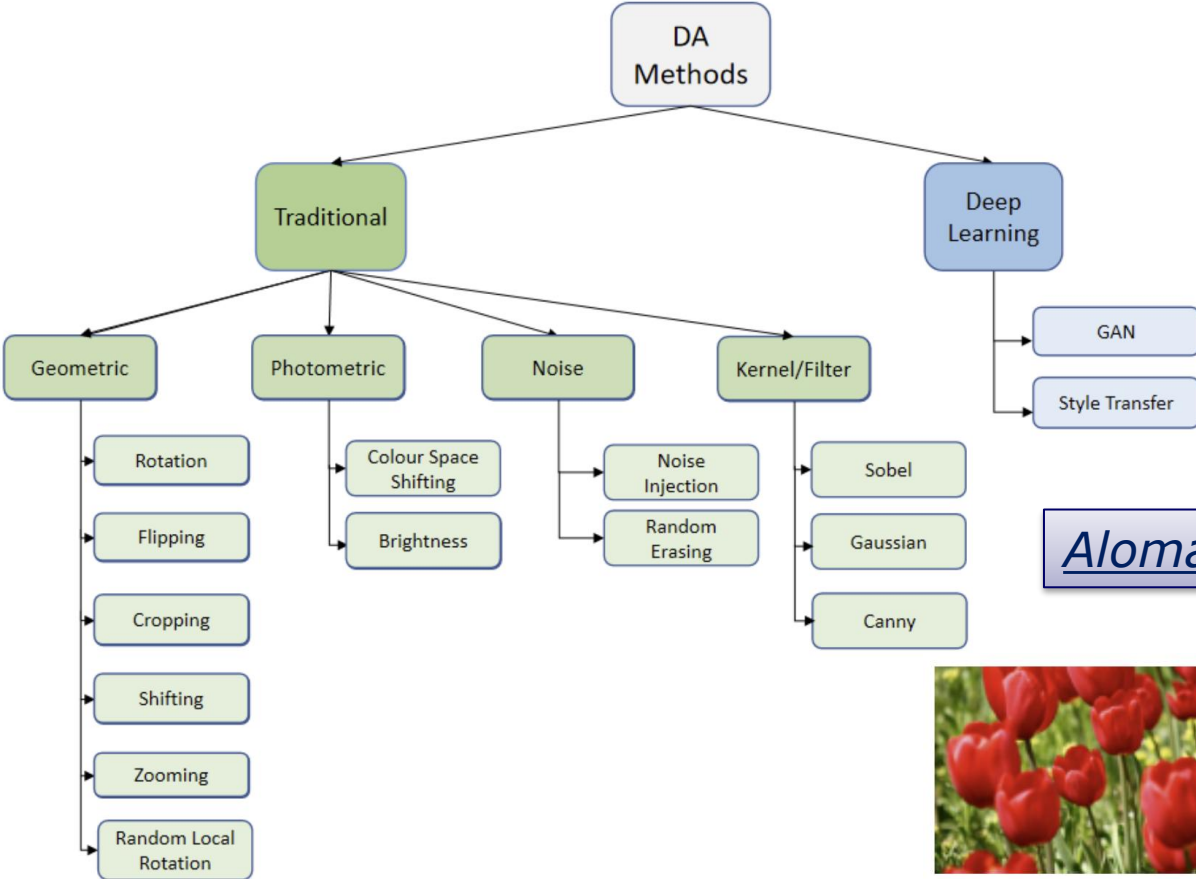 DA
Methods
Traditional
Deep
Learning
Geometric
Photometric
Noise
Kernel/Filter
GAN
Style Transfer
Rotation
Flipping
Cropping
Shifting
Zooming
Random Local
Rotation
Colour Space
Shifting
Brightness
Noise
Injection
Random
Erasing
Sobel
Gaussian
Canny